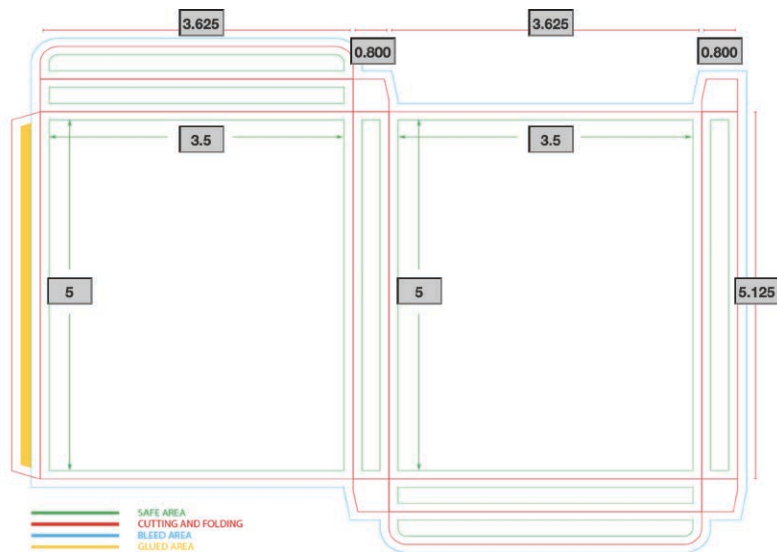 3.625
3.625
0.800
0.800
3.5
3.5
5
5
5.125
SAFE AREA
CUTTING AND FOLDING
BLEED AREA
GLUED AREA